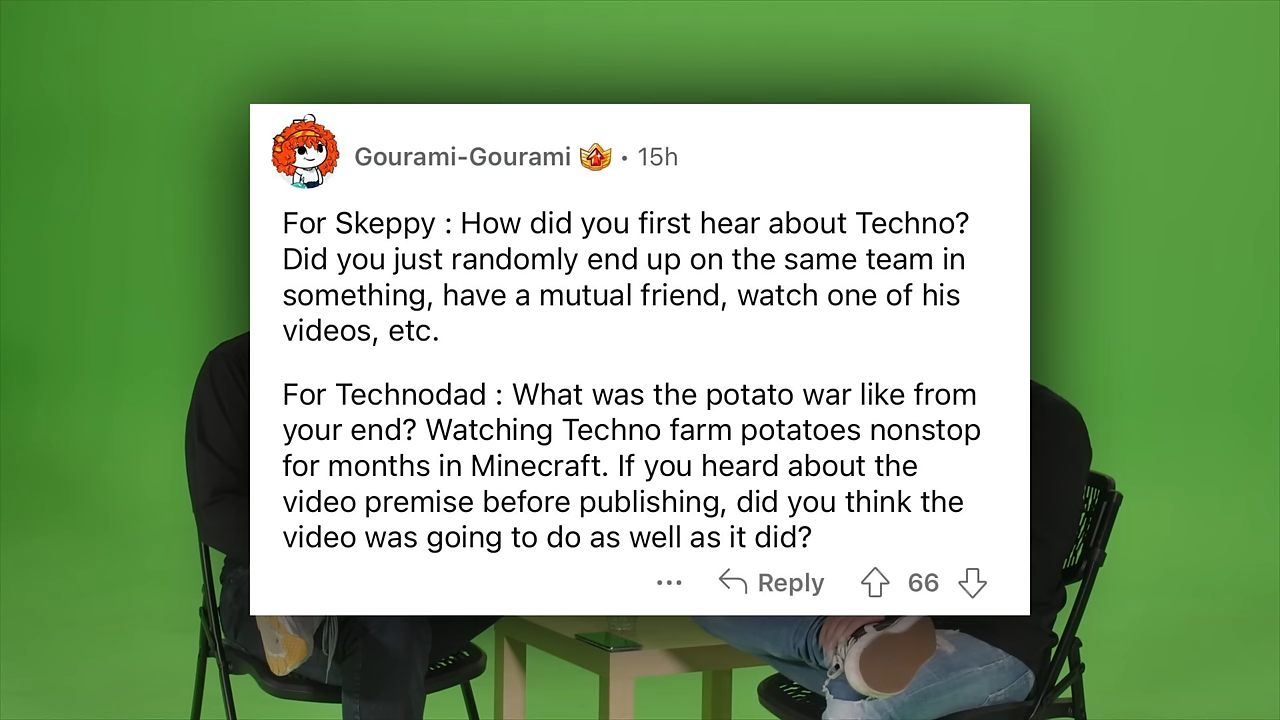 Gourami-Gourami • 15h
For Skeppy : How did you first hear about Techno?
Did you just randomly end up on the same team in
something, have a mutual friend, watch one of his
videos, etc.
For Technodad : What was the potato war like from
your end? Watching Techno farm potatoes nonstop
for months in Minecraft. If you heard about the
video premise before publishing, did you think the
video was going to do as well as it did?
... Reply 66